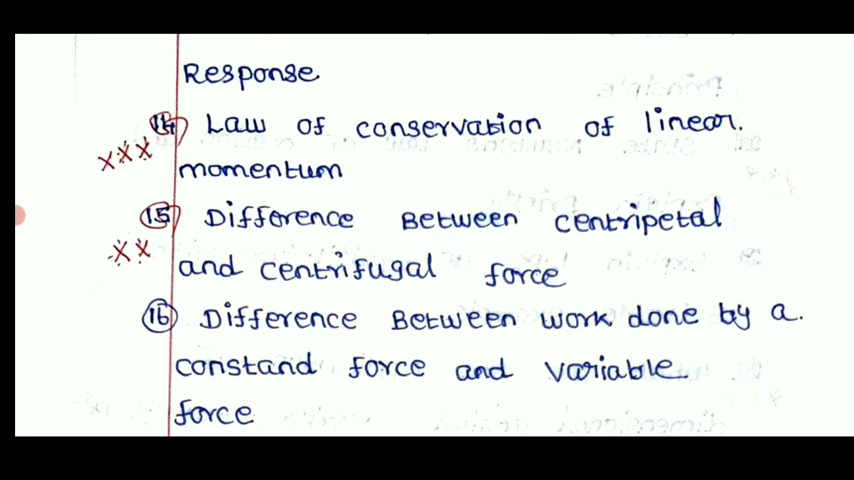 Response
14 Law of conservation of linear.
xxx momentum
15 Difference Between centripetal
xx and centrifugal force
16 Difference Between work done by a.
constand force and variable
force